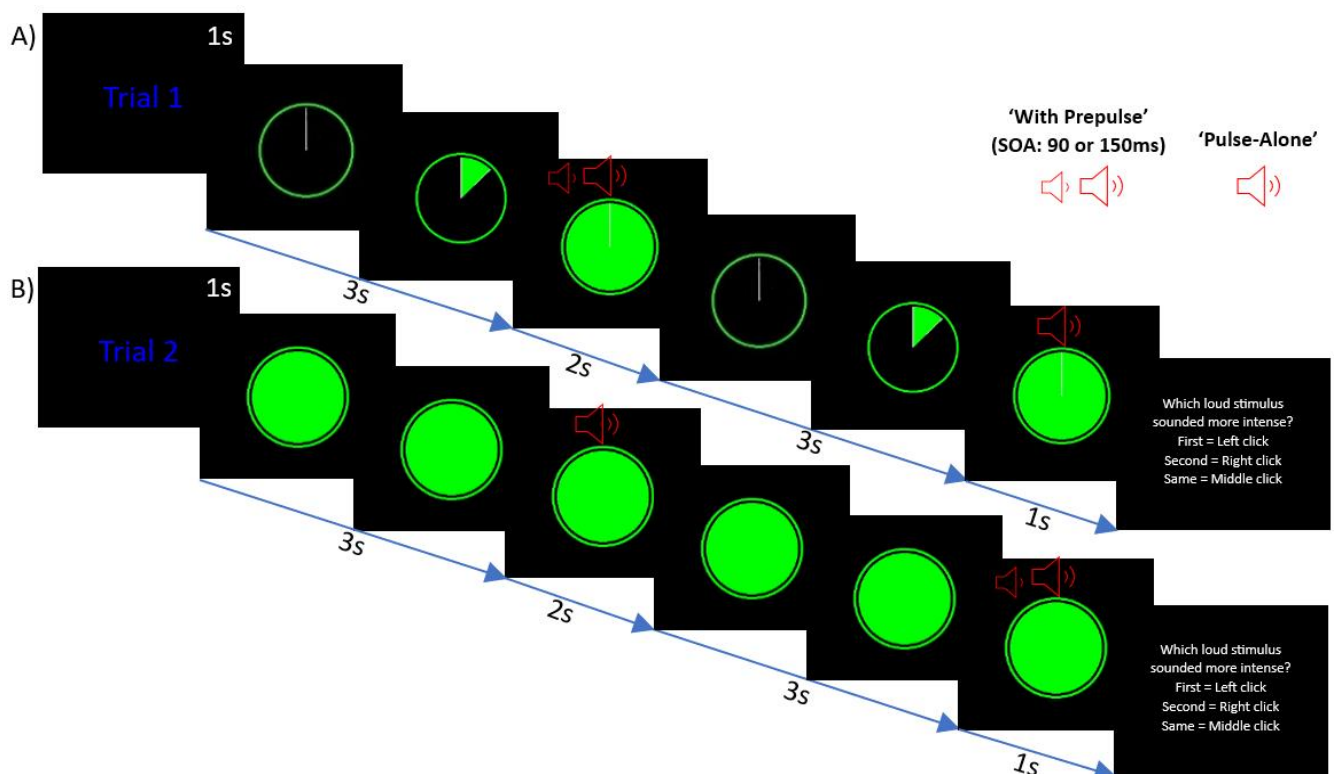 A)
1s
Trial 1
'With Prepulse'
(SOA: 90 or 150ms)
'Pulse-Alone'
3s
2s
3s
1s
Which loud stimulus
sounded more intense?
First = Left click
Second = Right click
Same = Middle click
B)
1s
Trial 2
3s
2s
3s
1s
Which loud stimulus
sounded more intense?
First = Left click
Second = Right click
Same = Middle click